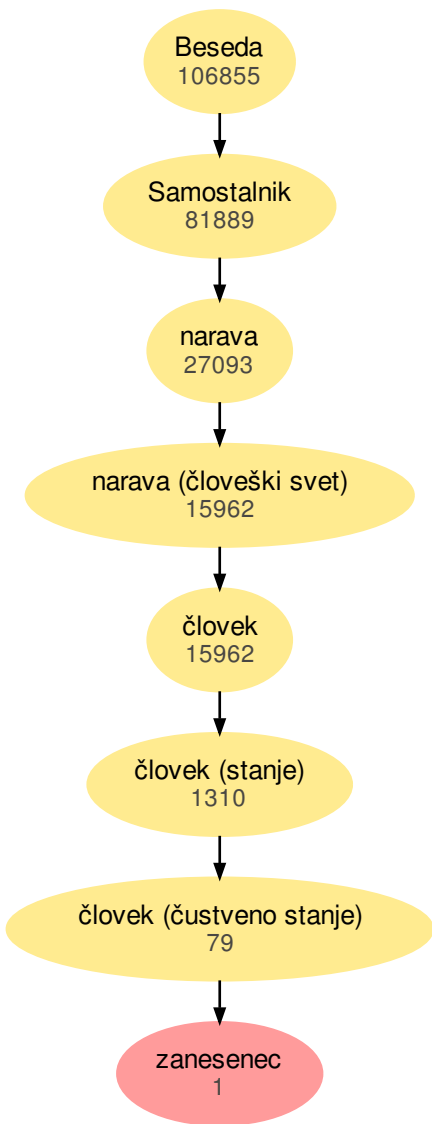 Beseda
106855
Samostalnik
81889
narava
27093
narava (človeški svet)
15962
človek
15962
človek (stanje)
1310
človek (čustveno stanje)
79
zanesenec
1